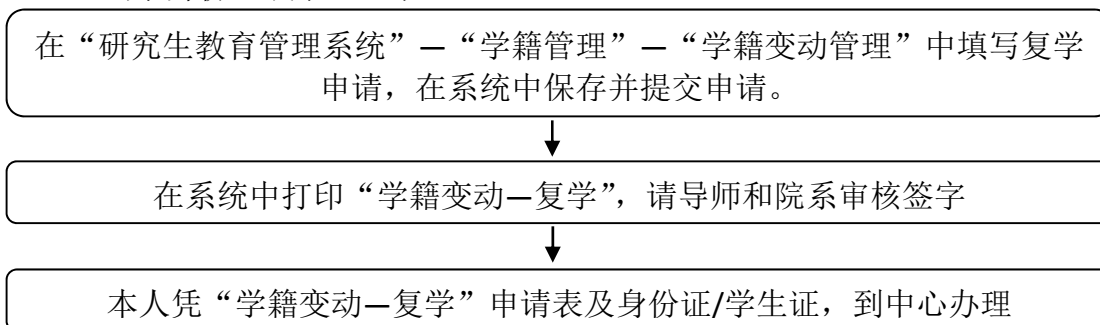 在“研究生教育管理系统”—“学籍管理”—“学籍变动管理”中填写复学
申请，在系统中保存并提交申请。
在系统中打印“学籍变动—复学”，请导师和院系审核签字
本人凭“学籍变动—复学”申请表及身份证/学生证，到中心办理